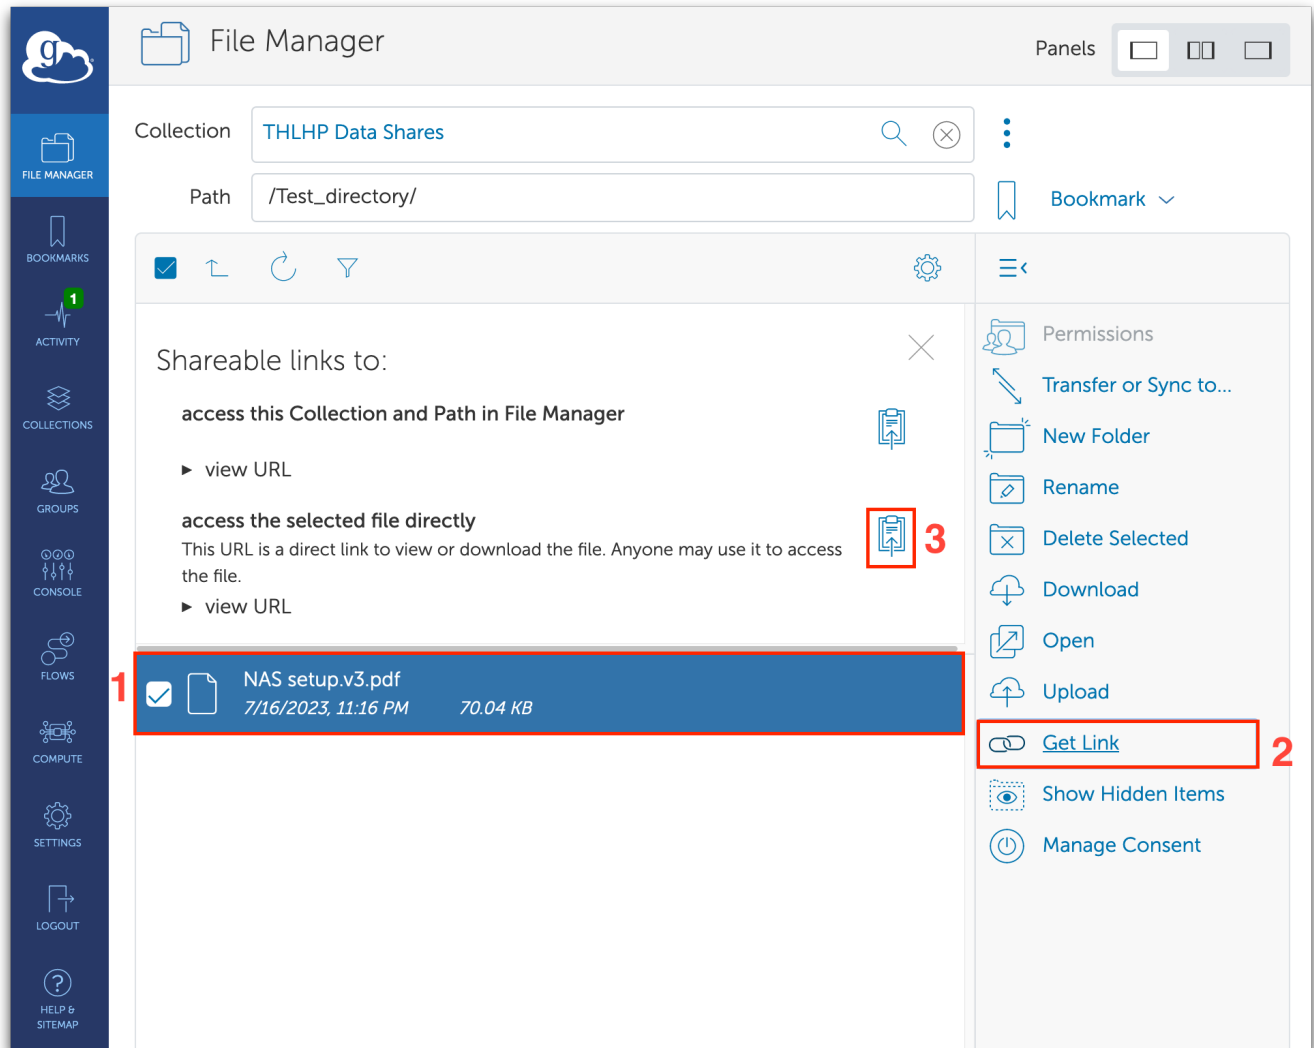 g
File Manager
Panels
FILE MANAGER
BOOKMARKS
1
ACTIVITY
COLLECTIONS
GROUPS
CONSOLE
FLOWS
COMPUTE
SETTINGS
LOGOUT
?
HELP &
SITEMAP
Collection
THLHP Data Shares
Path
/Test_directory/
Bookmark
Shareable links to:
access this Collection and Path in File Manager
► view URL
access the selected file directly
This URL is a direct link to view or download the file. Anyone may use it to access
the file.
► view URL
3
1
NAS setup.v3.pdf
7/16/2023, 11:16 PM 70.04 KB
Permissions
Transfer or Sync to...
New Folder
Rename
Delete Selected
Download
Open
Upload
Get Link
2
Show Hidden Items
Manage Consent